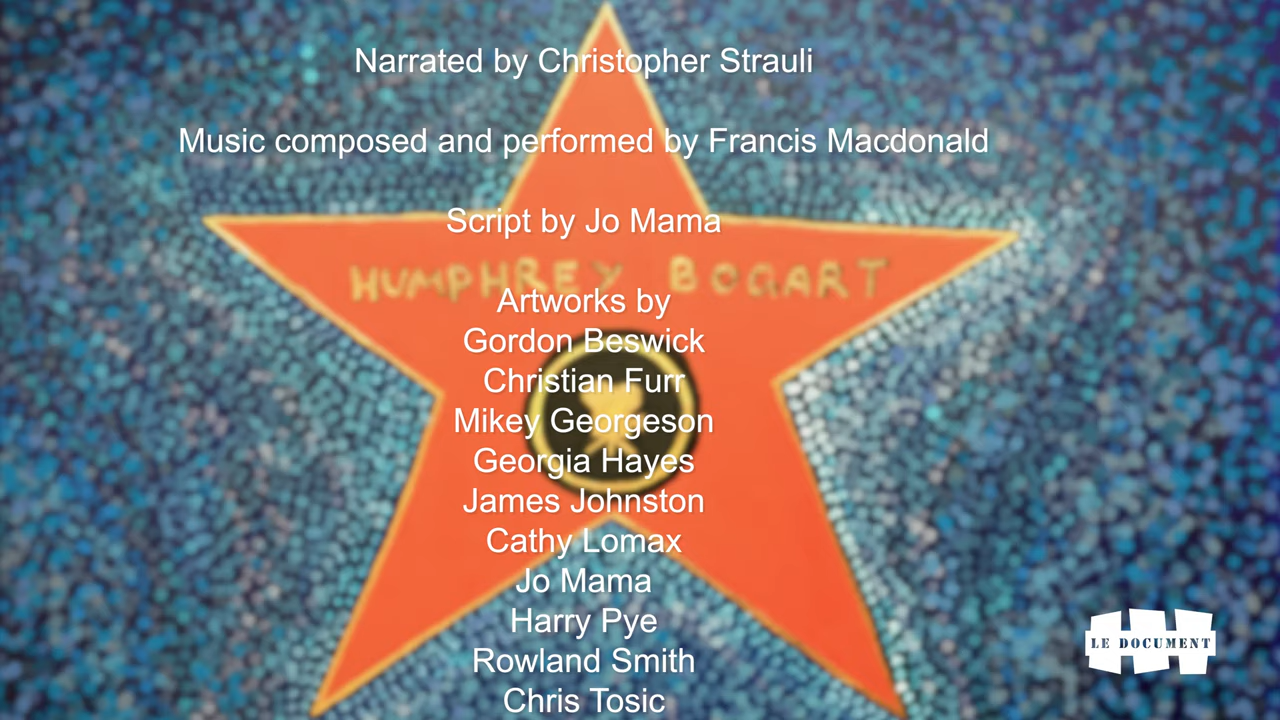 Narrated by Christopher Strauli
Music composed and performed by Francis Macdonald
Script by Jo Mama
HUMPHREY BOGART
Artworks by
Gordon Beswick
Christian Furr
Mikey Georgeson
Georgia Hayes
James Johnston
Cathy Lomax
Jo Mama
Harry Pye
Rowland Smith
Chris Tosic
LE DOCUMENT